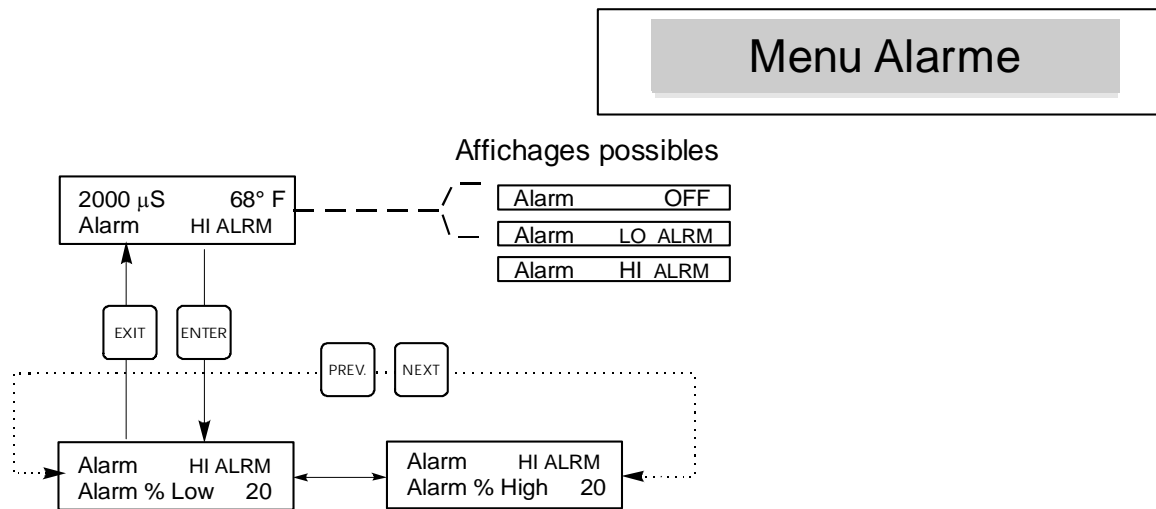 Menu Alarme
Affichages possibles
2000 µS 68° F
Alarm HI ALRM
Alarm OFF
Alarm LO ALRM
Alarm HI ALRM
EXIT
ENTER
PREV.
NEXT
Alarm HI ALRM
Alarm % Low 20
Alarm HI ALRM
Alarm % High 20